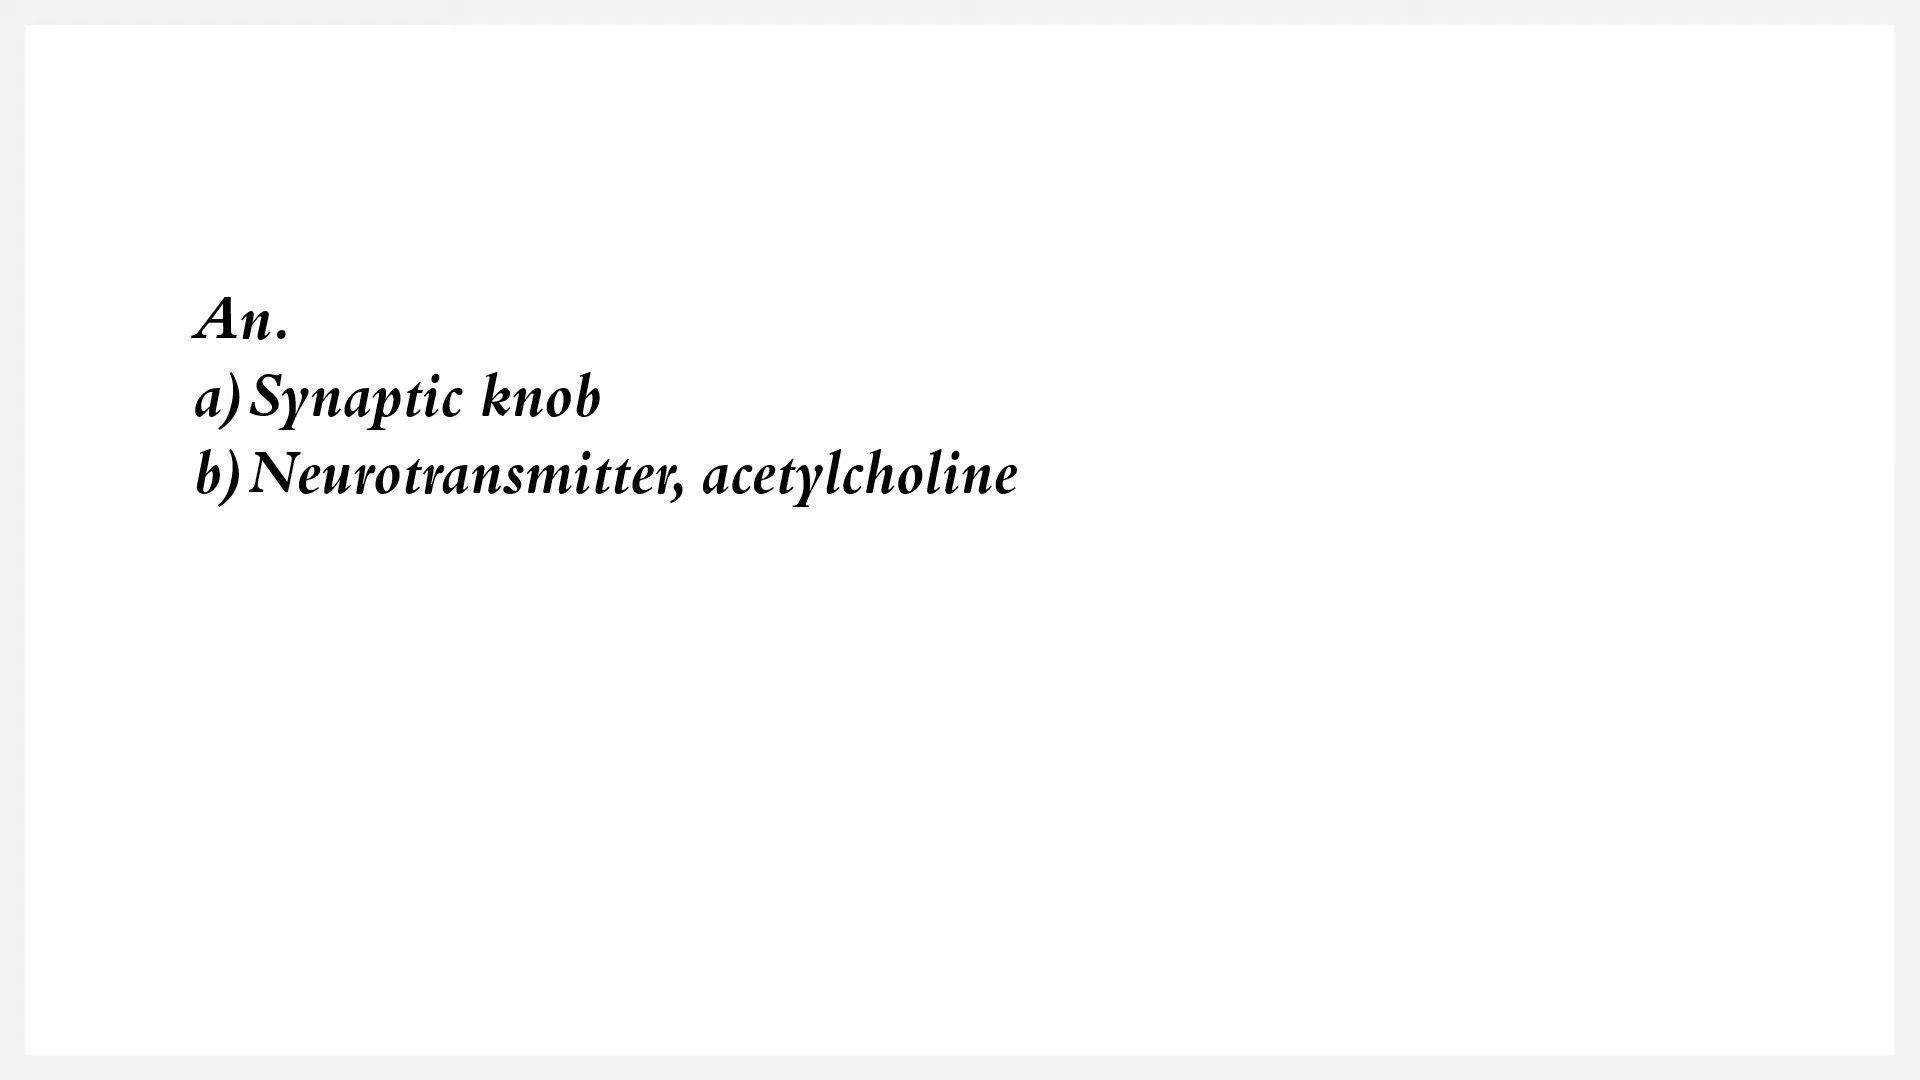 An.
a) Synaptic knob
b) Neurotransmitter, acetylcholine